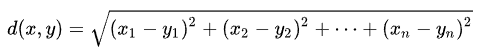 d(x, y) = √(x₁ − y₁)² + (x₂ − y₂)² + ··· + (xₙ − yₙ)²